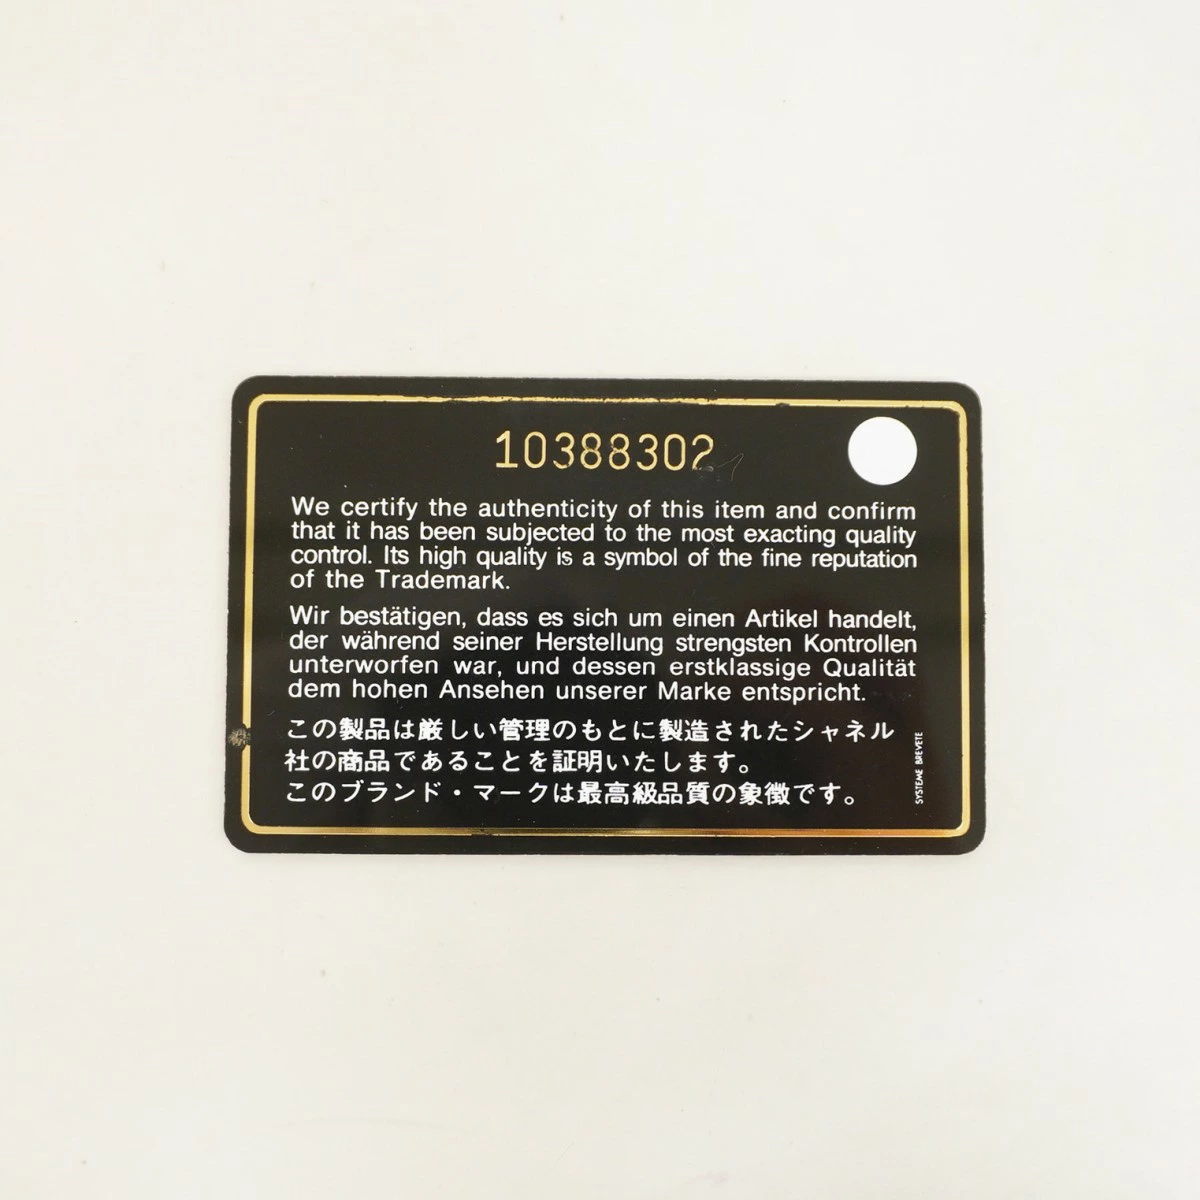 10388302
We certify the authenticity of this item and confirm
that it has been subjected to the most exacting quality
control. Its high quality is a symbol of the fine reputation
of the Trademark.
Wir bestätigen, dass es sich um einen Artikel handelt,
der während seiner Herstellung strengsten Kontrollen
unterworfen war, und dessen erstklassige Qualität
dem hohen Ansehen unserer Marke entspricht.
この製品は厳しい管理のもとに製造されたシャネル
社の商品であることを証明いたします。
このブランド・マークは最高級品質の象徴です。
SYSTEME BREVETE